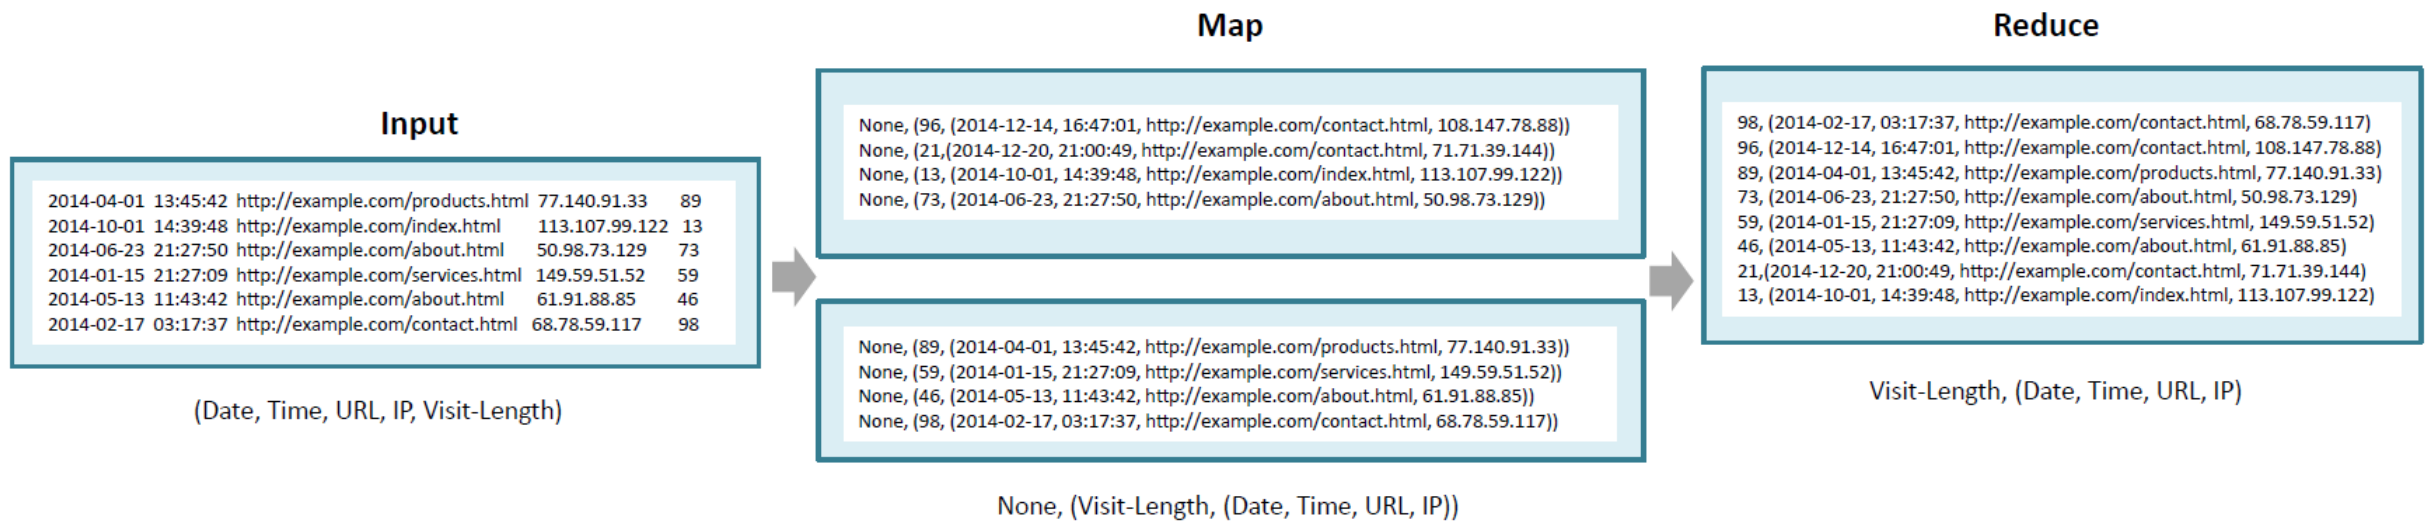 Input
2014-04-01 13:45:42 http://example.com/products.html 77.140.91.33 89
2014-10-01 14:39:48 http://example.com/index.html 113.107.99.122 13
2014-06-23 21:27:50 http://example.com/about.html 50.98.73.129 73
2014-01-15 21:27:09 http://example.com/services.html 149.59.51.52 59
2014-05-13 11:43:42 http://example.com/about.html 61.91.88.85 46
2014-02-17 03:17:37 http://example.com/contact.html 68.78.59.117 98
(Date, Time, URL, IP, Visit-Length)
Map
None, (96, (2014-12-14, 16:47:01, http://example.com/contact.html, 108.147.78.88))
None, (21,(2014-12-20, 21:00:49, http://example.com/contact.html, 71.71.39.144))
None, (13, (2014-10-01, 14:39:48, http://example.com/index.html, 113.107.99.122))
None, (73, (2014-06-23, 21:27:50, http://example.com/about.html, 50.98.73.129))
None, (89, (2014-04-01, 13:45:42, http://example.com/products.html, 77.140.91.33))
None, (59, (2014-01-15, 21:27:09, http://example.com/services.html, 149.59.51.52))
None, (46, (2014-05-13, 11:43:42, http://example.com/about.html, 61.91.88.85))
None, (98, (2014-02-17, 03:17:37, http://example.com/contact.html, 68.78.59.117))
None, (Visit-Length, (Date, Time, URL, IP))
Reduce
98, (2014-02-17, 03:17:37, http://example.com/contact.html, 68.78.59.117)
96, (2014-12-14, 16:47:01, http://example.com/contact.html, 108.147.78.88)
89, (2014-04-01, 13:45:42, http://example.com/products.html, 77.140.91.33)
73, (2014-06-23, 21:27:50, http://example.com/about.html, 50.98.73.129)
59, (2014-01-15, 21:27:09, http://example.com/services.html, 149.59.51.52)
46, (2014-05-13, 11:43:42, http://example.com/about.html, 61.91.88.85)
21,(2014-12-20, 21:00:49, http://example.com/contact.html, 71.71.39.144)
13, (2014-10-01, 14:39:48, http://example.com/index.html, 113.107.99.122)
Visit-Length, (Date, Time, URL, IP)